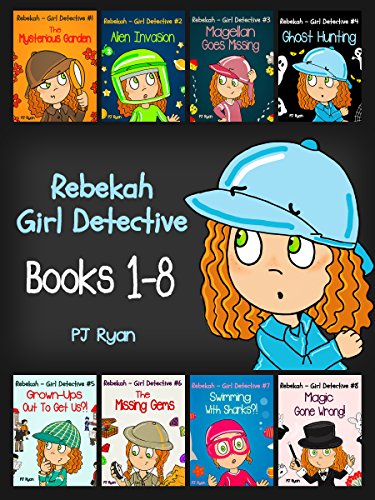 Rebekah - Girl Detective #1
The
Mysterious Garden
PJ Ryan
Rebekah - Girl Detective #2
Alien Invasion
PJ Ryan
Rebekah - Girl Detective #3
Magellan
Goes Missing
PJ Ryan
Rebekah - Girl Detective #4
Ghost Hunting
PJ Ryan
Rebekah
Girl Detective
Books 1-8
PJ Ryan
Rebekah - Girl Detective #5
Grown-Ups
Out To Get Us?!
PJ Ryan
Rebekah - Girl Detective #6
The
Missing Gems
PJ Ryan
Rebekah - Girl Detective #7
Swimming
With Sharks?!
PJ Ryan
Rebekah - Girl Detective #8
Magic
Gone Wrong!
PJ Ryan